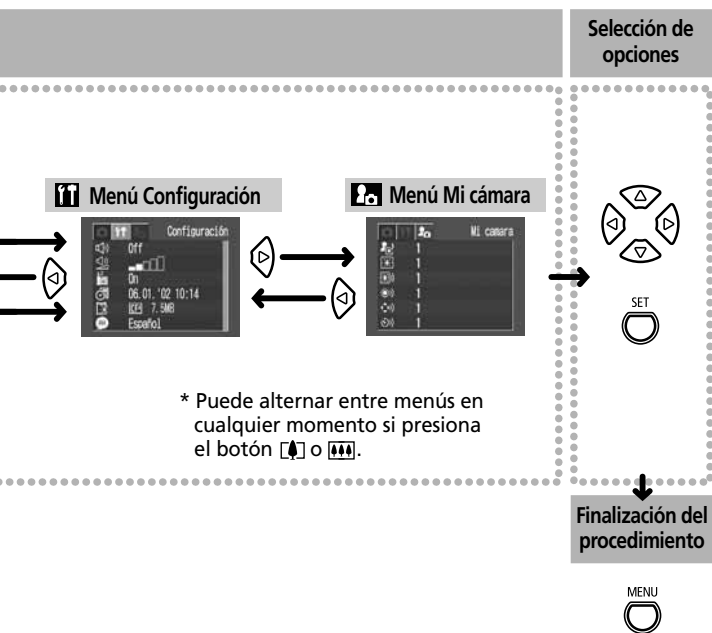 Selección de
opciones
Menú Configuración
Menú Mi cámara
Configuración
Off
On
06.01.'02 10:14
7.5MB
Español
Mi camara
1
1
1
1
1
1
SET
* Puede alternar entre menús en
cualquier momento si presiona
el botón o .
Finalización del
procedimiento
MENU